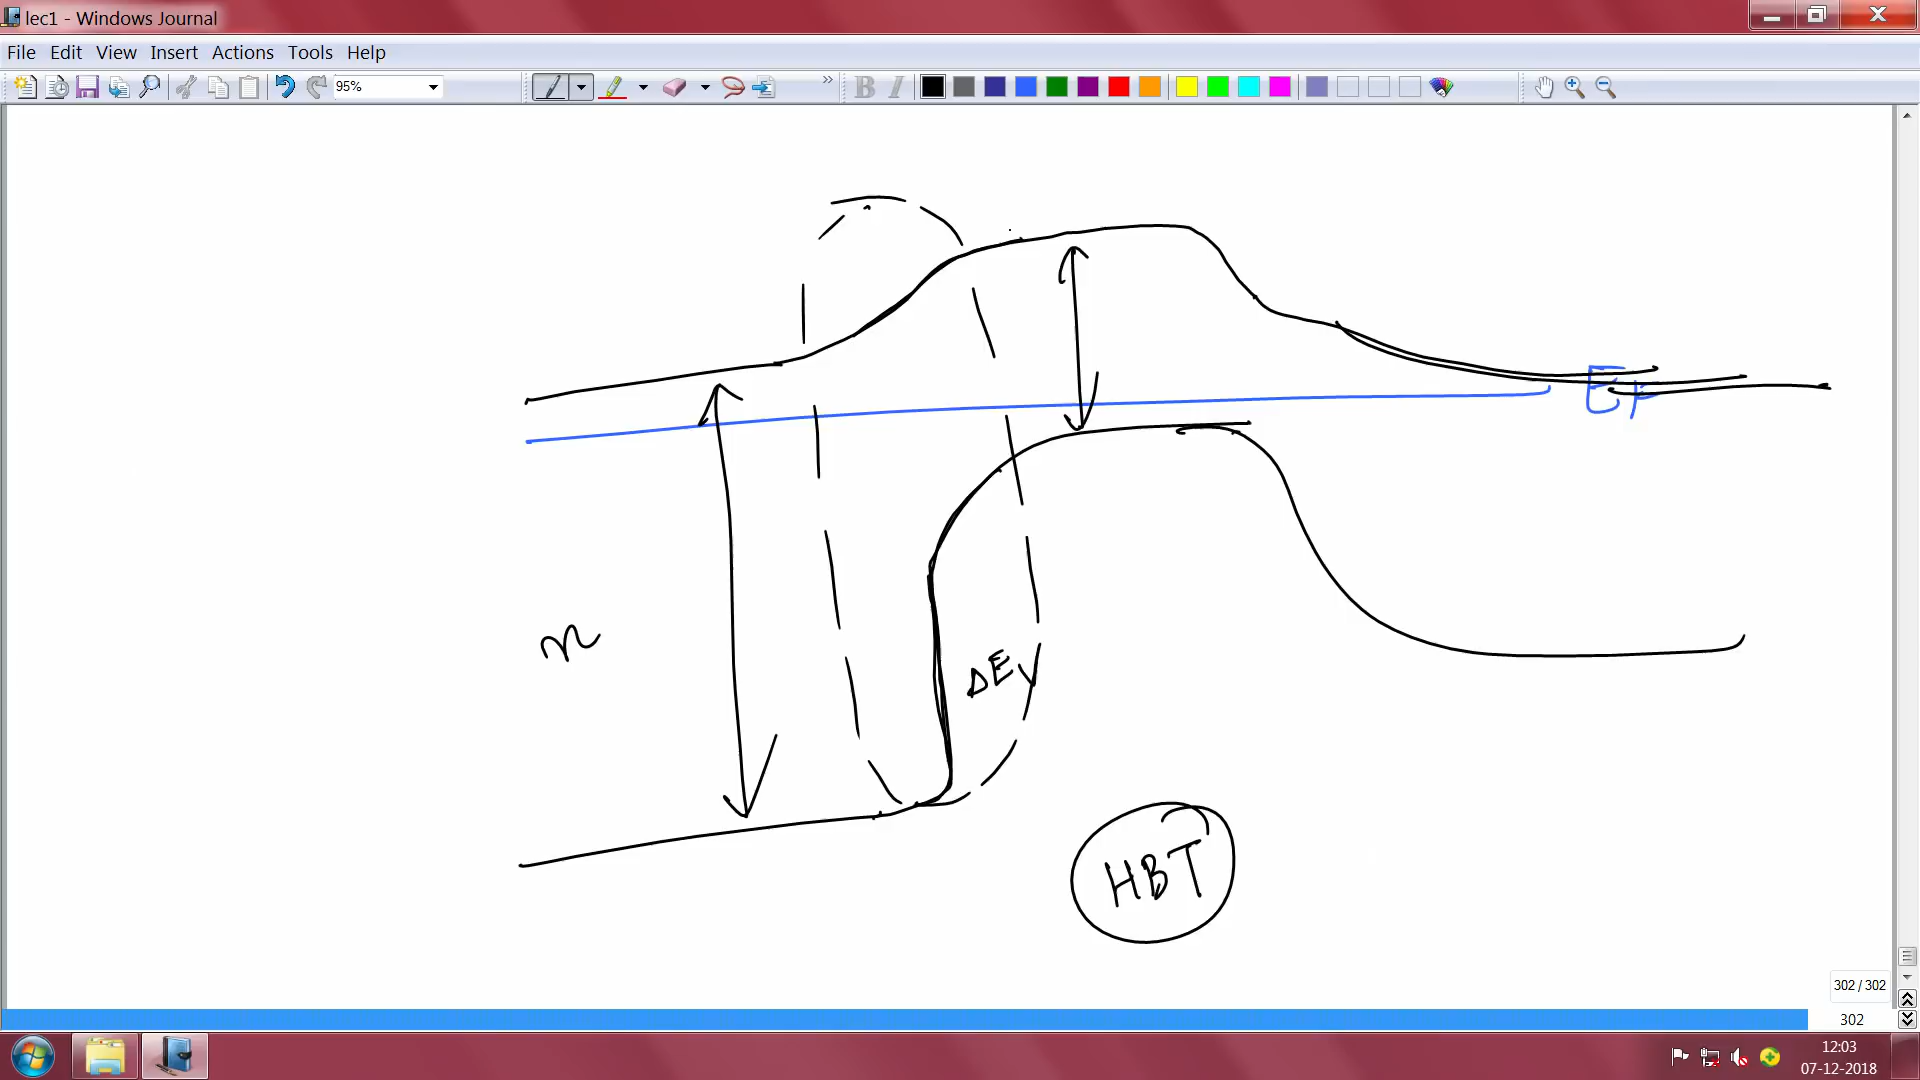 lec1 - Windows Journal
File Edit View Insert Actions Tools Help
95%
B I
EF
n
ΔEv
HBT
302 / 302
302
12:03
07-12-2018